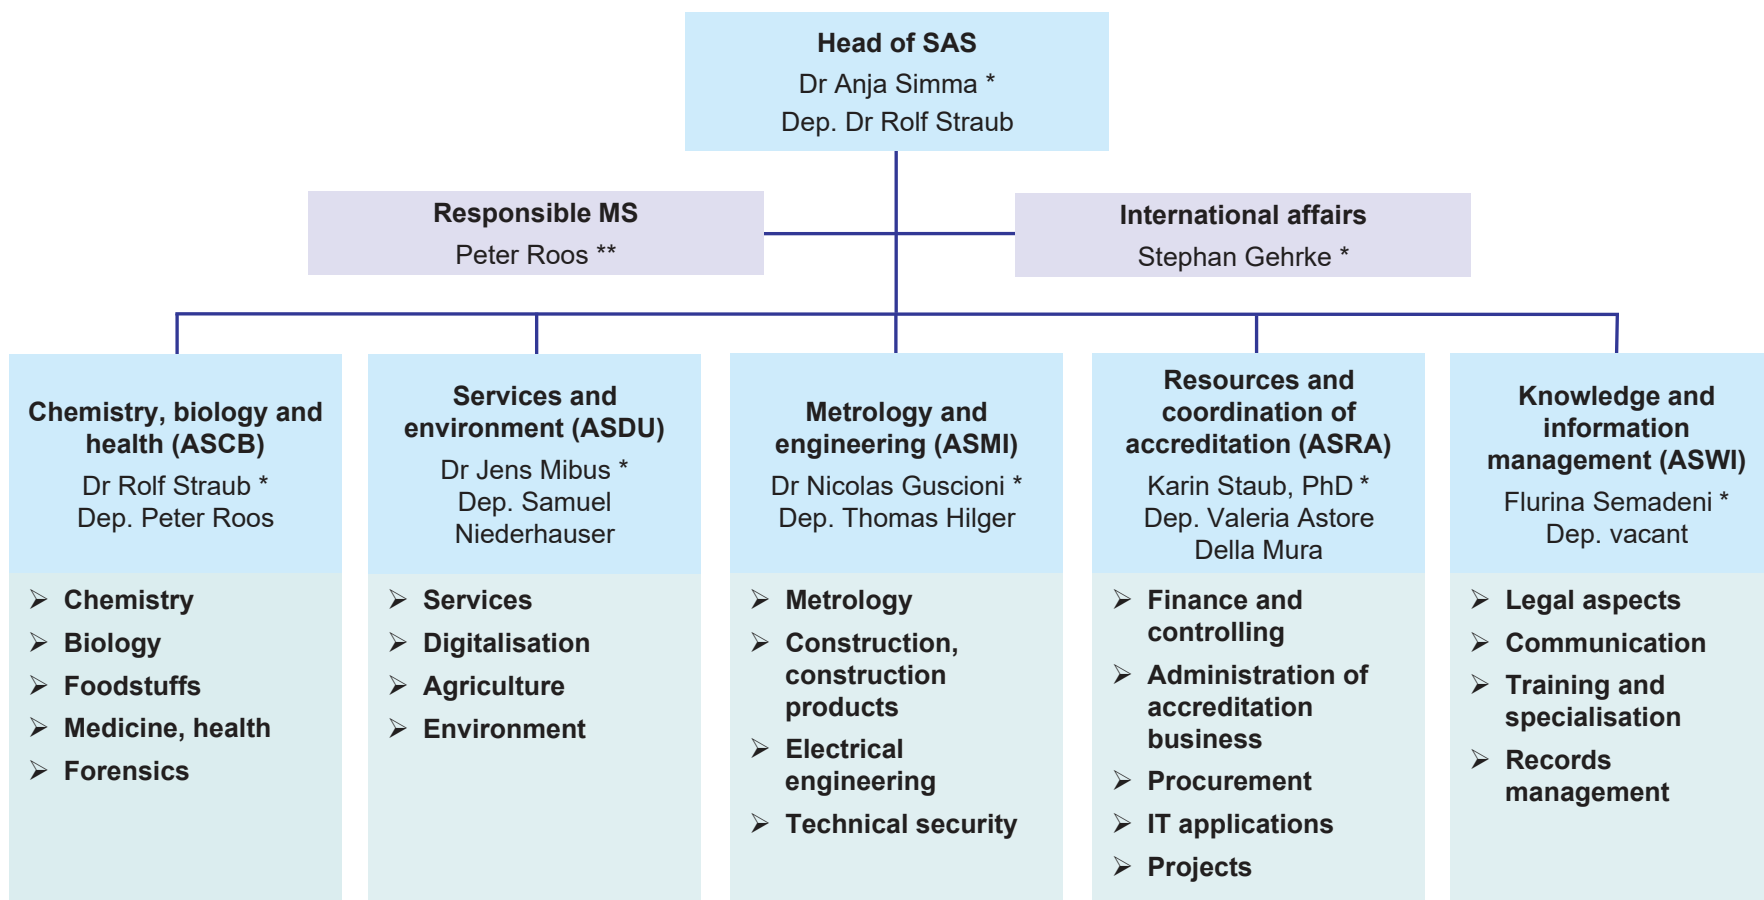 Head of SAS
Dr Anja Simma *
Dep. Dr Rolf Straub
Responsible MS
Peter Roos **
International affairs
Stephan Gehrke *
Chemistry, biology and
health (ASCB)
Dr Rolf Straub *
Dep. Peter Roos
➢ Chemistry
➢ Biology
➢ Foodstuffs
➢ Medicine, health
➢ Forensics
Services and
environment (ASDU)
Dr Jens Mibus *
Dep. Samuel
Niederhauser
➢ Services
➢ Digitalisation
➢ Agriculture
➢ Environment
Metrology and
engineering (ASMI)
Dr Nicolas Guscioni *
Dep. Thomas Hilger
➢ Metrology
➢ Construction,
construction
products
➢ Electrical
engineering
➢ Technical security
Resources and
coordination of
accreditation (ASRA)
Karin Staub, PhD *
Dep. Valeria Astore
Della Mura
➢ Finance and
controlling
➢ Administration of
accreditation
business
➢ Procurement
➢ IT applications
➢ Projects
Knowledge and
information
management (ASWI)
Flurina Semadeni *
Dep. vacant
➢ Legal aspects
➢ Communication
➢ Training and
specialisation
➢ Records
management